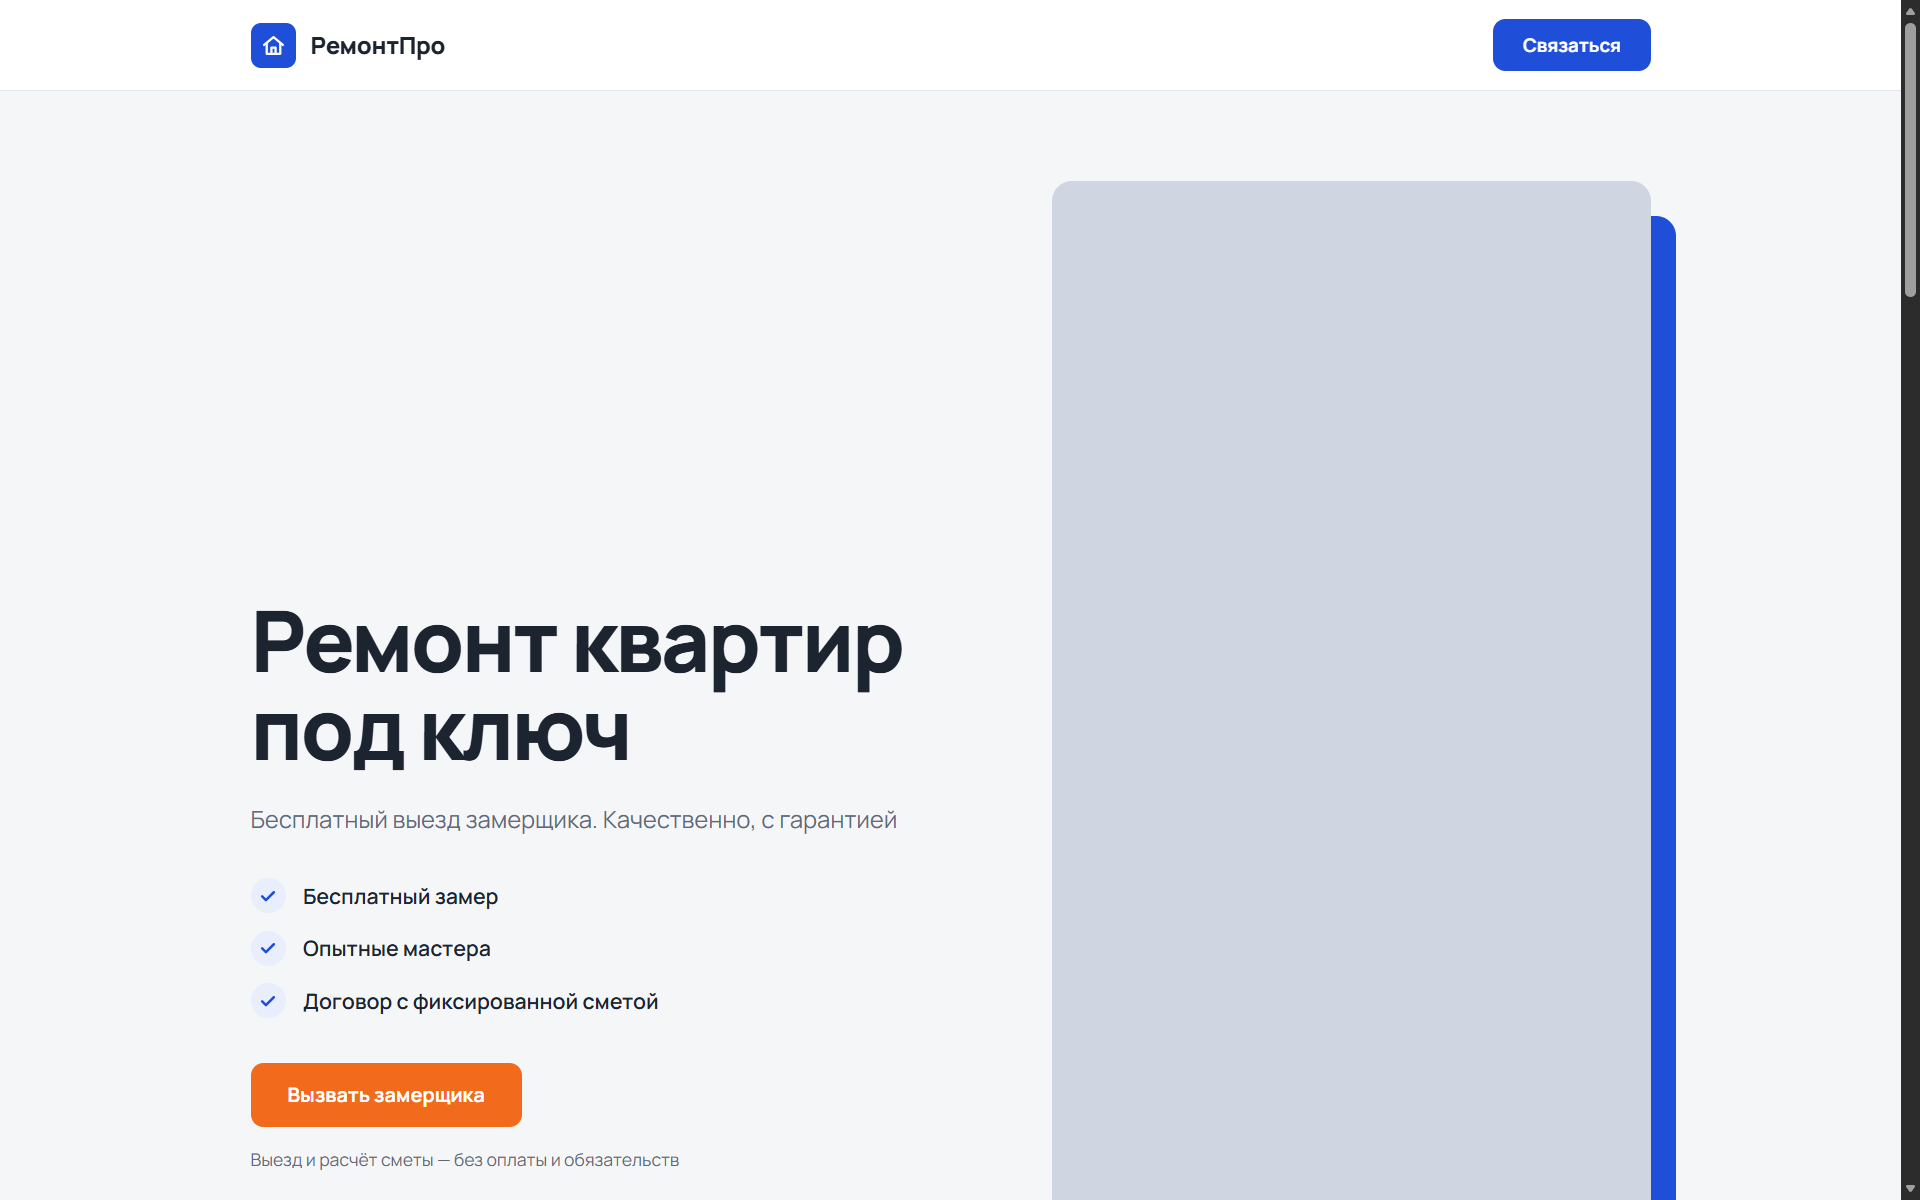 РемонтПро
Связаться
Ремонт квартир
под ключ
Бесплатный выезд замерщика. Качественно, с гарантией
Бесплатный замер
Опытные мастера
Договор с фиксированной сметой
Вызвать замерщика
Выезд и расчёт сметы — без оплаты и обязательств